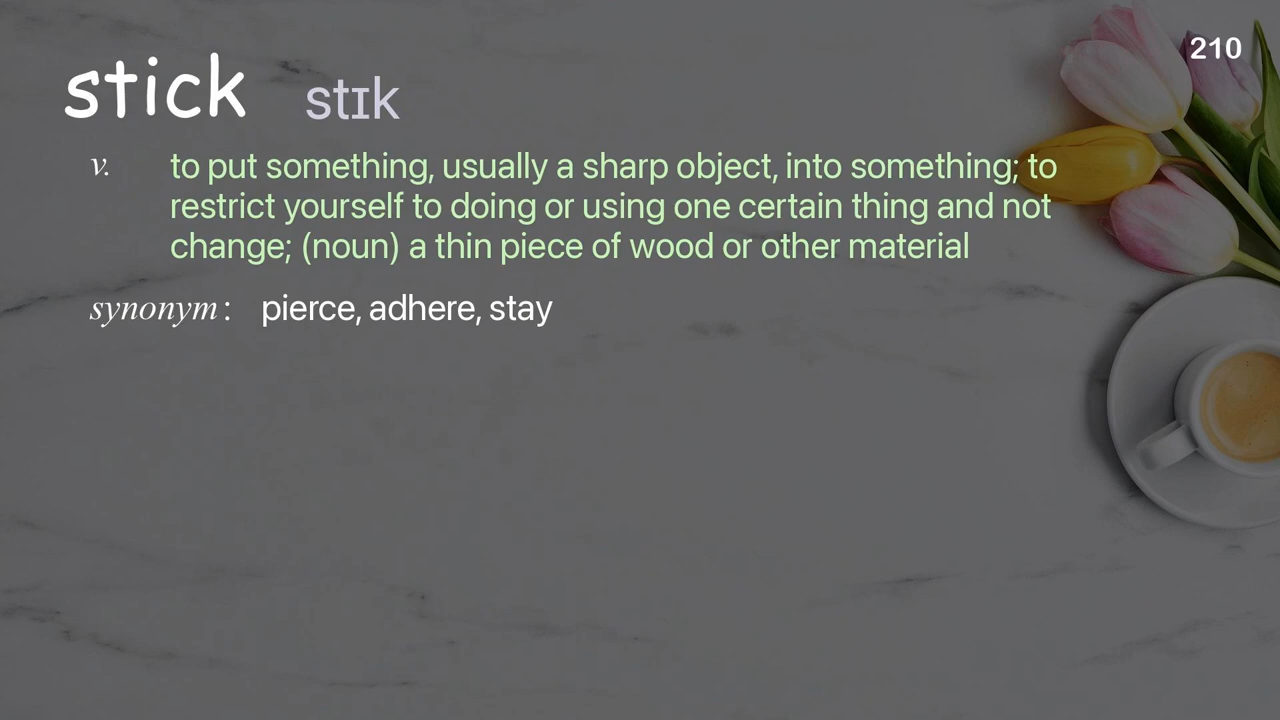 210
stick stɪk
v. to put something, usually a sharp object, into something; to
restrict yourself to doing or using one certain thing and not
change; (noun) a thin piece of wood or other material
synonym: pierce, adhere, stay